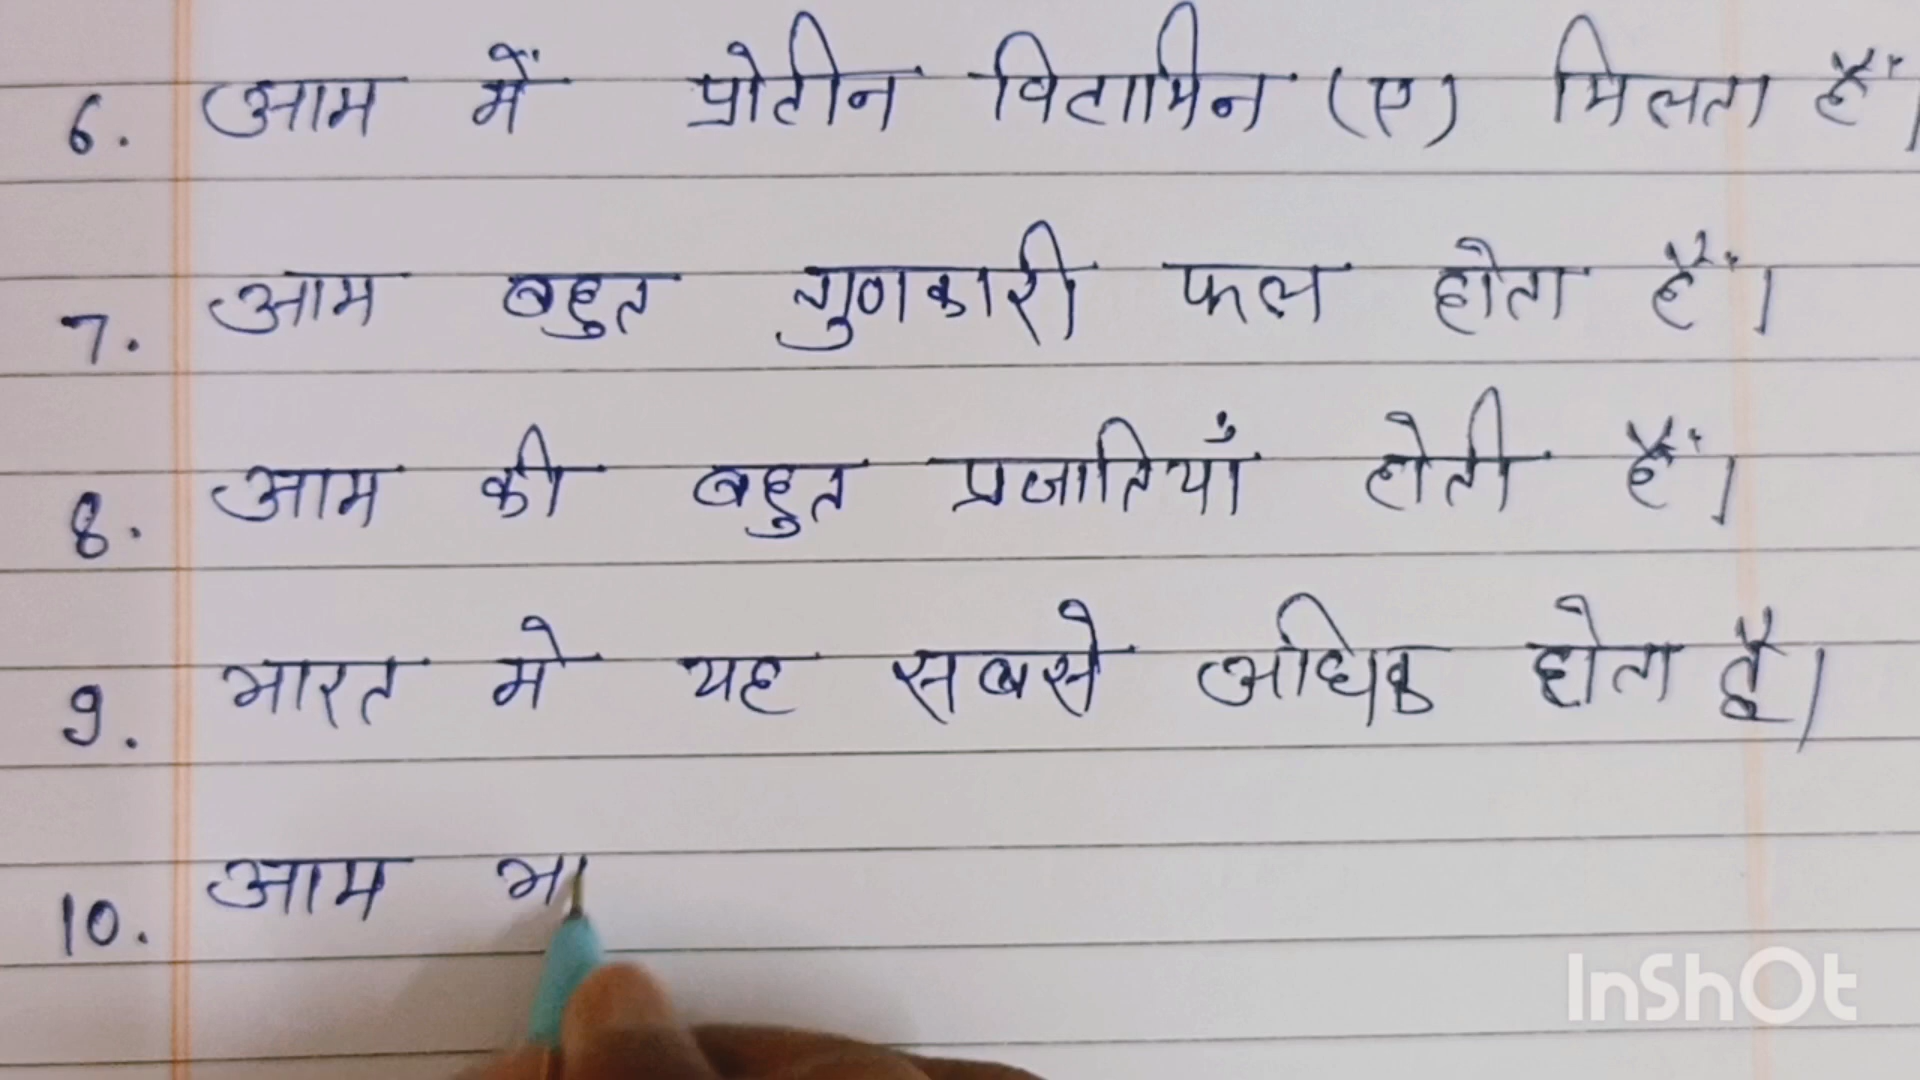 6. आम में प्रोटीन विटामिन (ए) मिलता हैं।
7. आम बहुत गुणकारी फल होता हैं।
8. आम की बहुत प्रजातियाँ होती हैं।
9. भारत मे यह सबसे अधिक होता है।
10. आम भा
InShOt